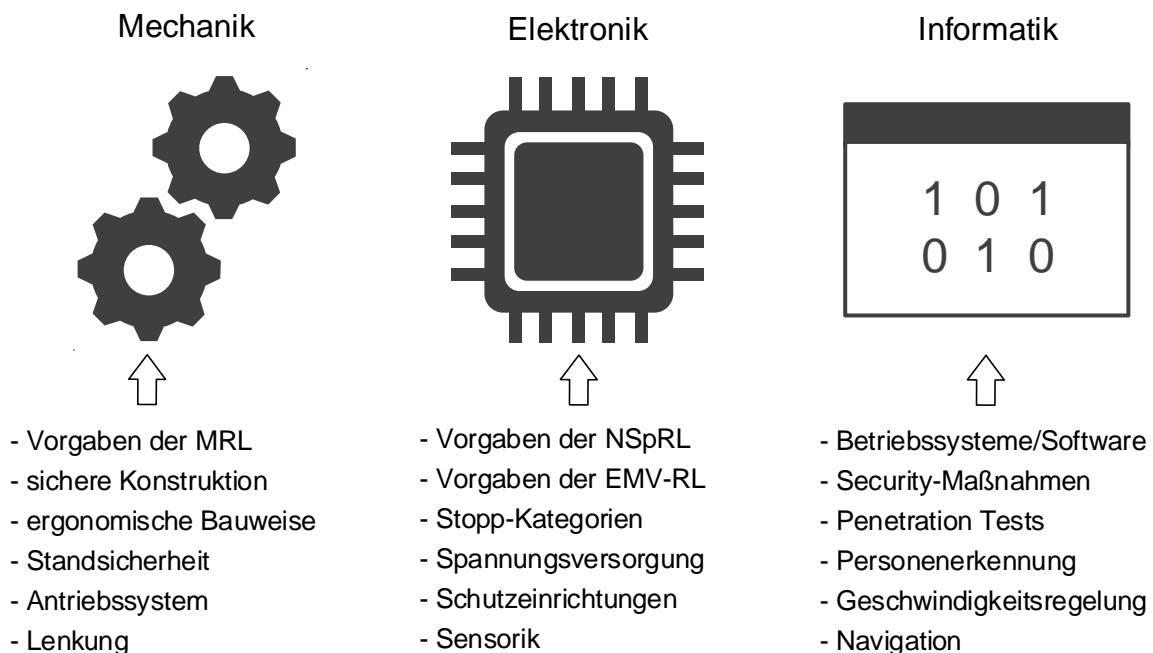 Mechanik
Elektronik
Informatik
1 0 1
0 1 0
- Vorgaben der MRL
- sichere Konstruktion
- ergonomische Bauweise
- Standsicherheit
- Antriebssystem
- Lenkung
- Vorgaben der NSpRL
- Vorgaben der EMV-RL
- Stopp-Kategorien
- Spannungsversorgung
- Schutzeinrichtungen
- Sensorik
- Betriebssysteme/Software
- Security-Maßnahmen
- Penetration Tests
- Personenerkennung
- Geschwindigkeitsregelung
- Navigation